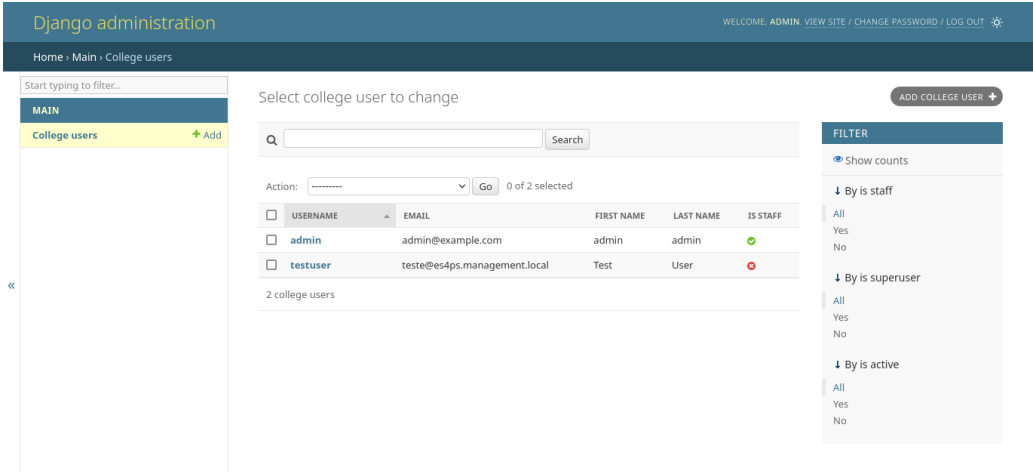 Django administration
WELCOME, ADMIN. VIEW SITE / CHANGE PASSWORD / LOG OUT
Home › Main › College users
Start typing to filter...
MAIN
College users + Add
«
Select college user to change
ADD COLLEGE USER +
Search
Action: --------- Go 0 of 2 selected
USERNAME EMAIL FIRST NAME LAST NAME IS STAFF
admin admin@example.com admin admin
testuser teste@es4ps.management.local Test User
2 college users
FILTER
Show counts
↓ By is staff
All
Yes
No
↓ By is superuser
All
Yes
No
↓ By is active
All
Yes
No